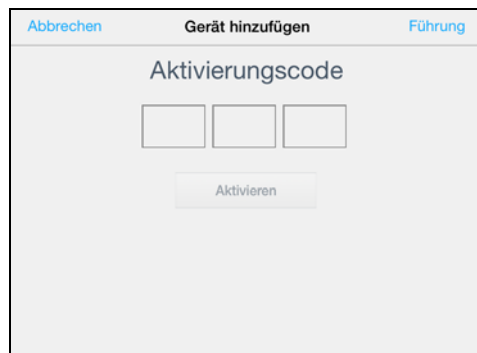 Abbrechen Gerät hinzufügen Führung
Aktivierungscode
Aktivieren